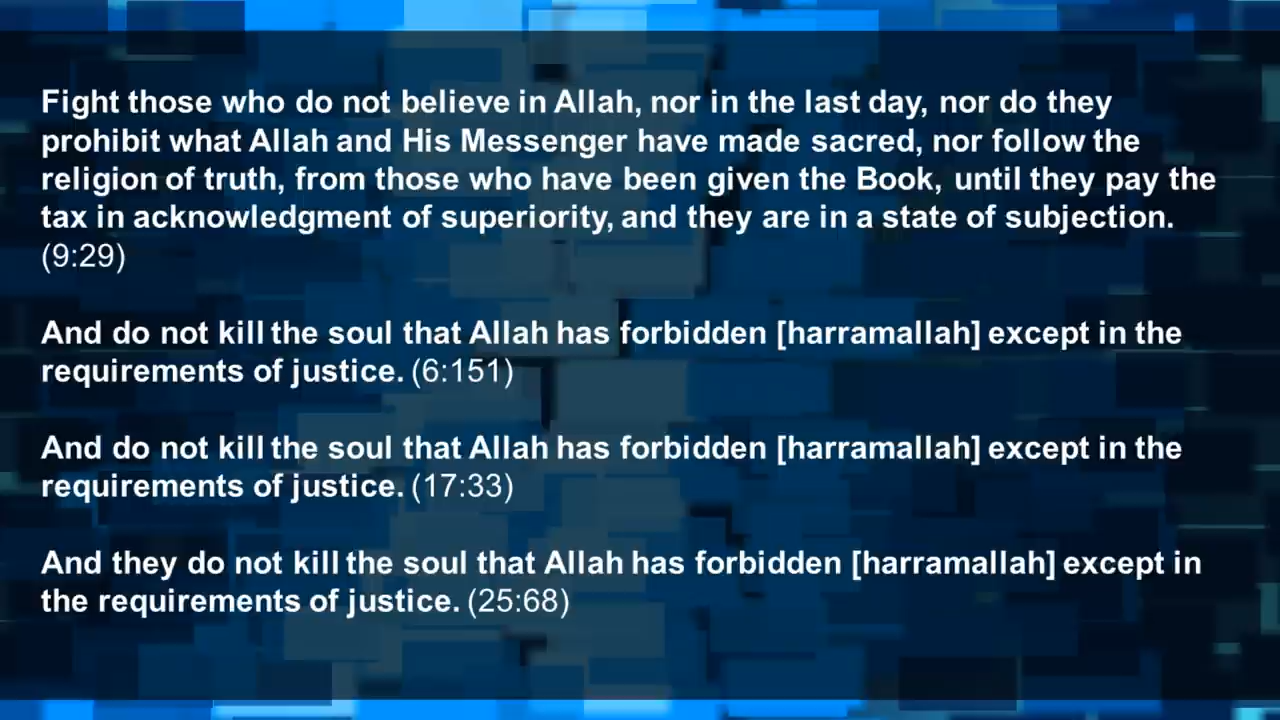 Fight those who do not believe in Allah, nor in the last day, nor do they
prohibit what Allah and His Messenger have made sacred, nor follow the
religion of truth, from those who have been given the Book, until they pay the
tax in acknowledgment of superiority, and they are in a state of subjection.
(9:29)
And do not kill the soul that Allah has forbidden [harramallah] except in the
requirements of justice. (6:151)
And do not kill the soul that Allah has forbidden [harramallah] except in the
requirements of justice. (17:33)
And they do not kill the soul that Allah has forbidden [harramallah] except in
the requirements of justice. (25:68)